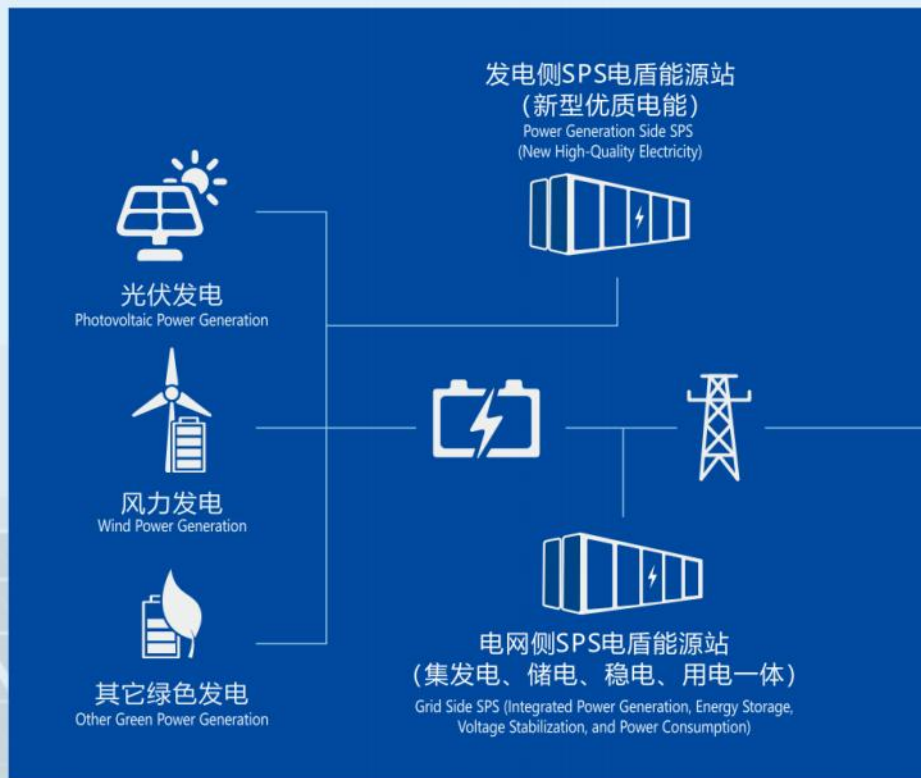 发电侧SPS电盾能源站
（新型优质电能）
Power Generation Side SPS
(New High-Quality Electricity)
光伏发电
Photovoltaic Power Generation
风力发电
Wind Power Generation
其它绿色发电
Other Green Power Generation
电网侧SPS电盾能源站
（集发电、储电、稳电、用电一体）
Grid Side SPS (Integrated Power Generation, Energy Storage,
Voltage Stabilization, and Power Consumption)